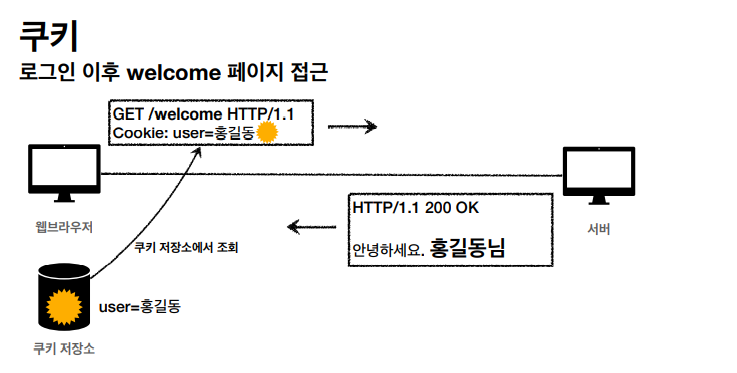 쿠키
로그인 이후 welcome 페이지 접근
GET /welcome HTTP/1.1
Cookie: user=홍길동
웹브라우저
HTTP/1.1 200 OK
안녕하세요. 홍길동님
서버
쿠키 저장소에서 조회
user=홍길동
쿠키 저장소